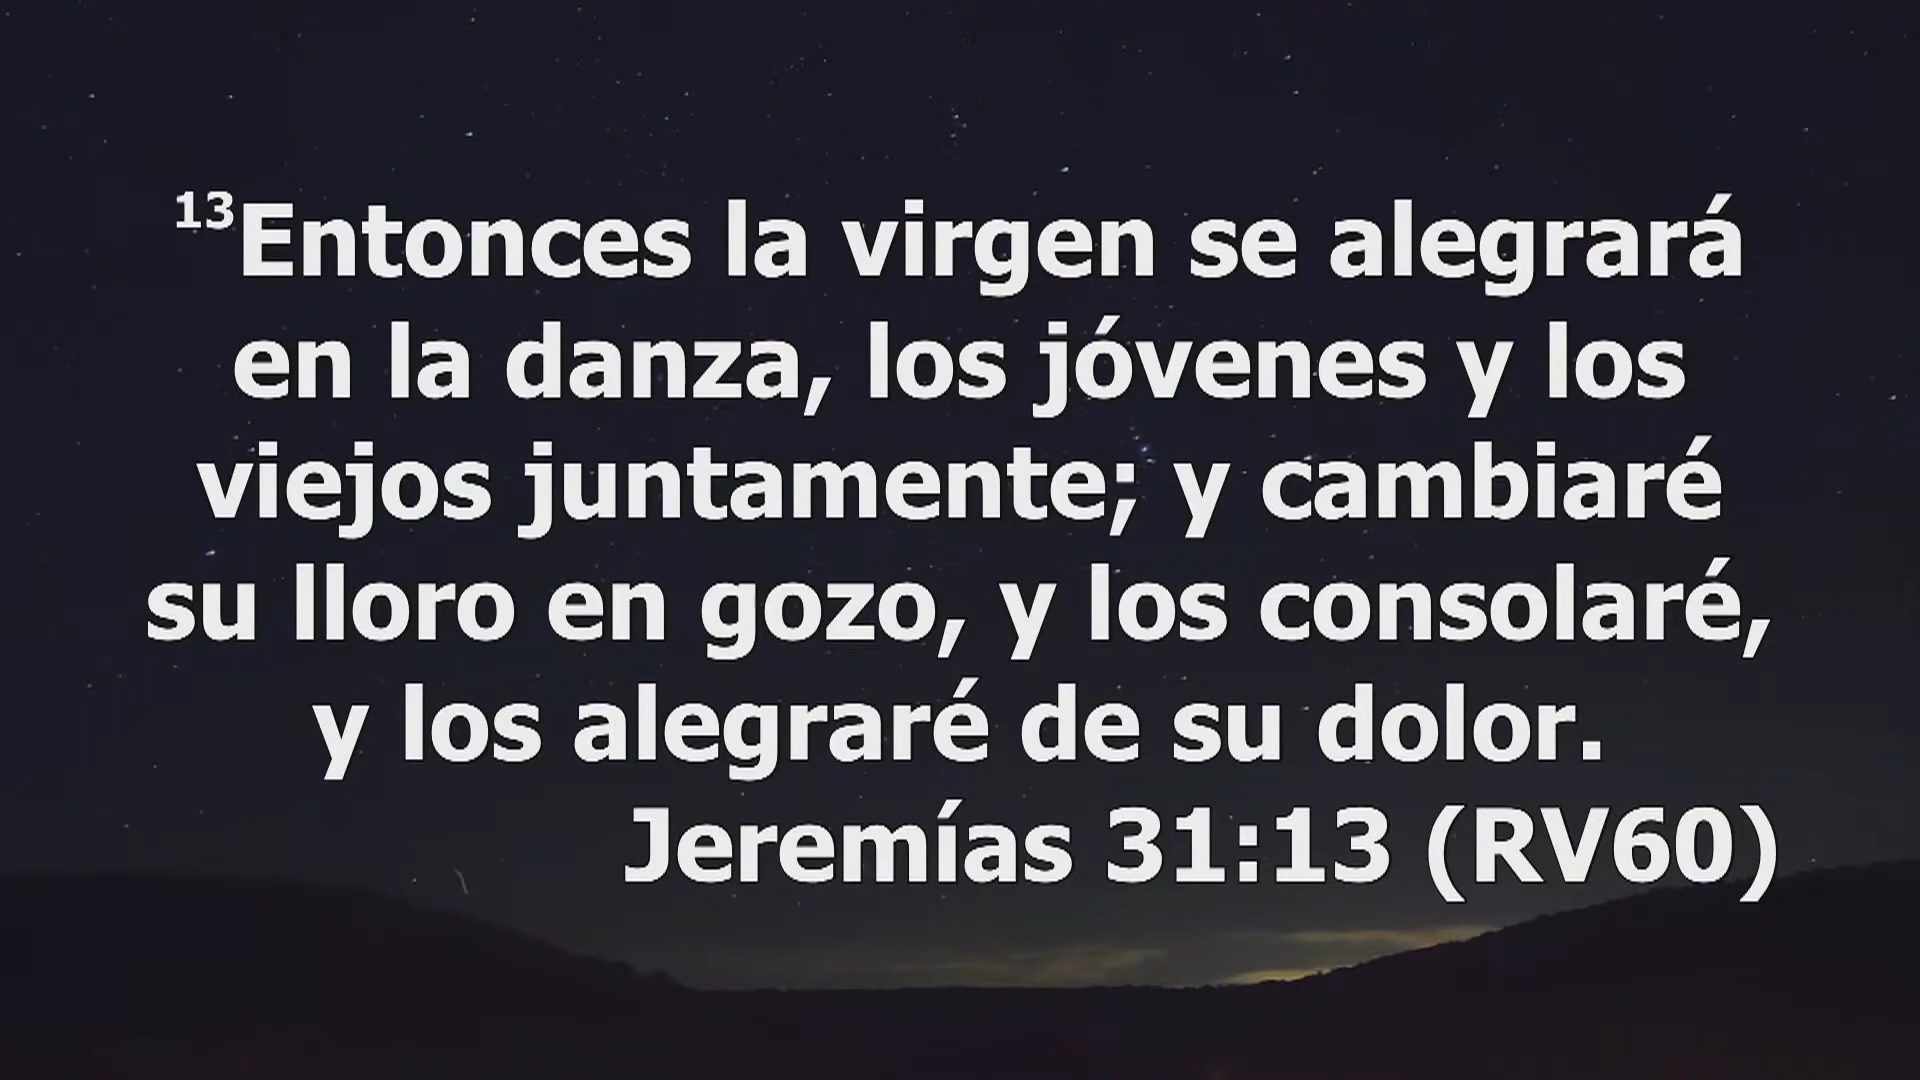 13Entonces la virgen se alegrará
en la danza, los jóvenes y los
viejos juntamente; y cambiaré
su lloro en gozo, y los consolaré,
y los alegraré de su dolor.
Jeremías 31:13 (RV60)